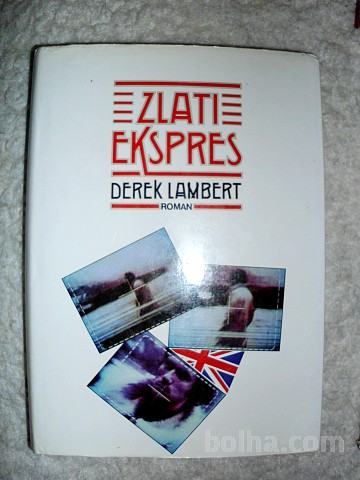 ZLATI
EKSPRES
DEREK LAMBERT
ROMAN
bolha.com